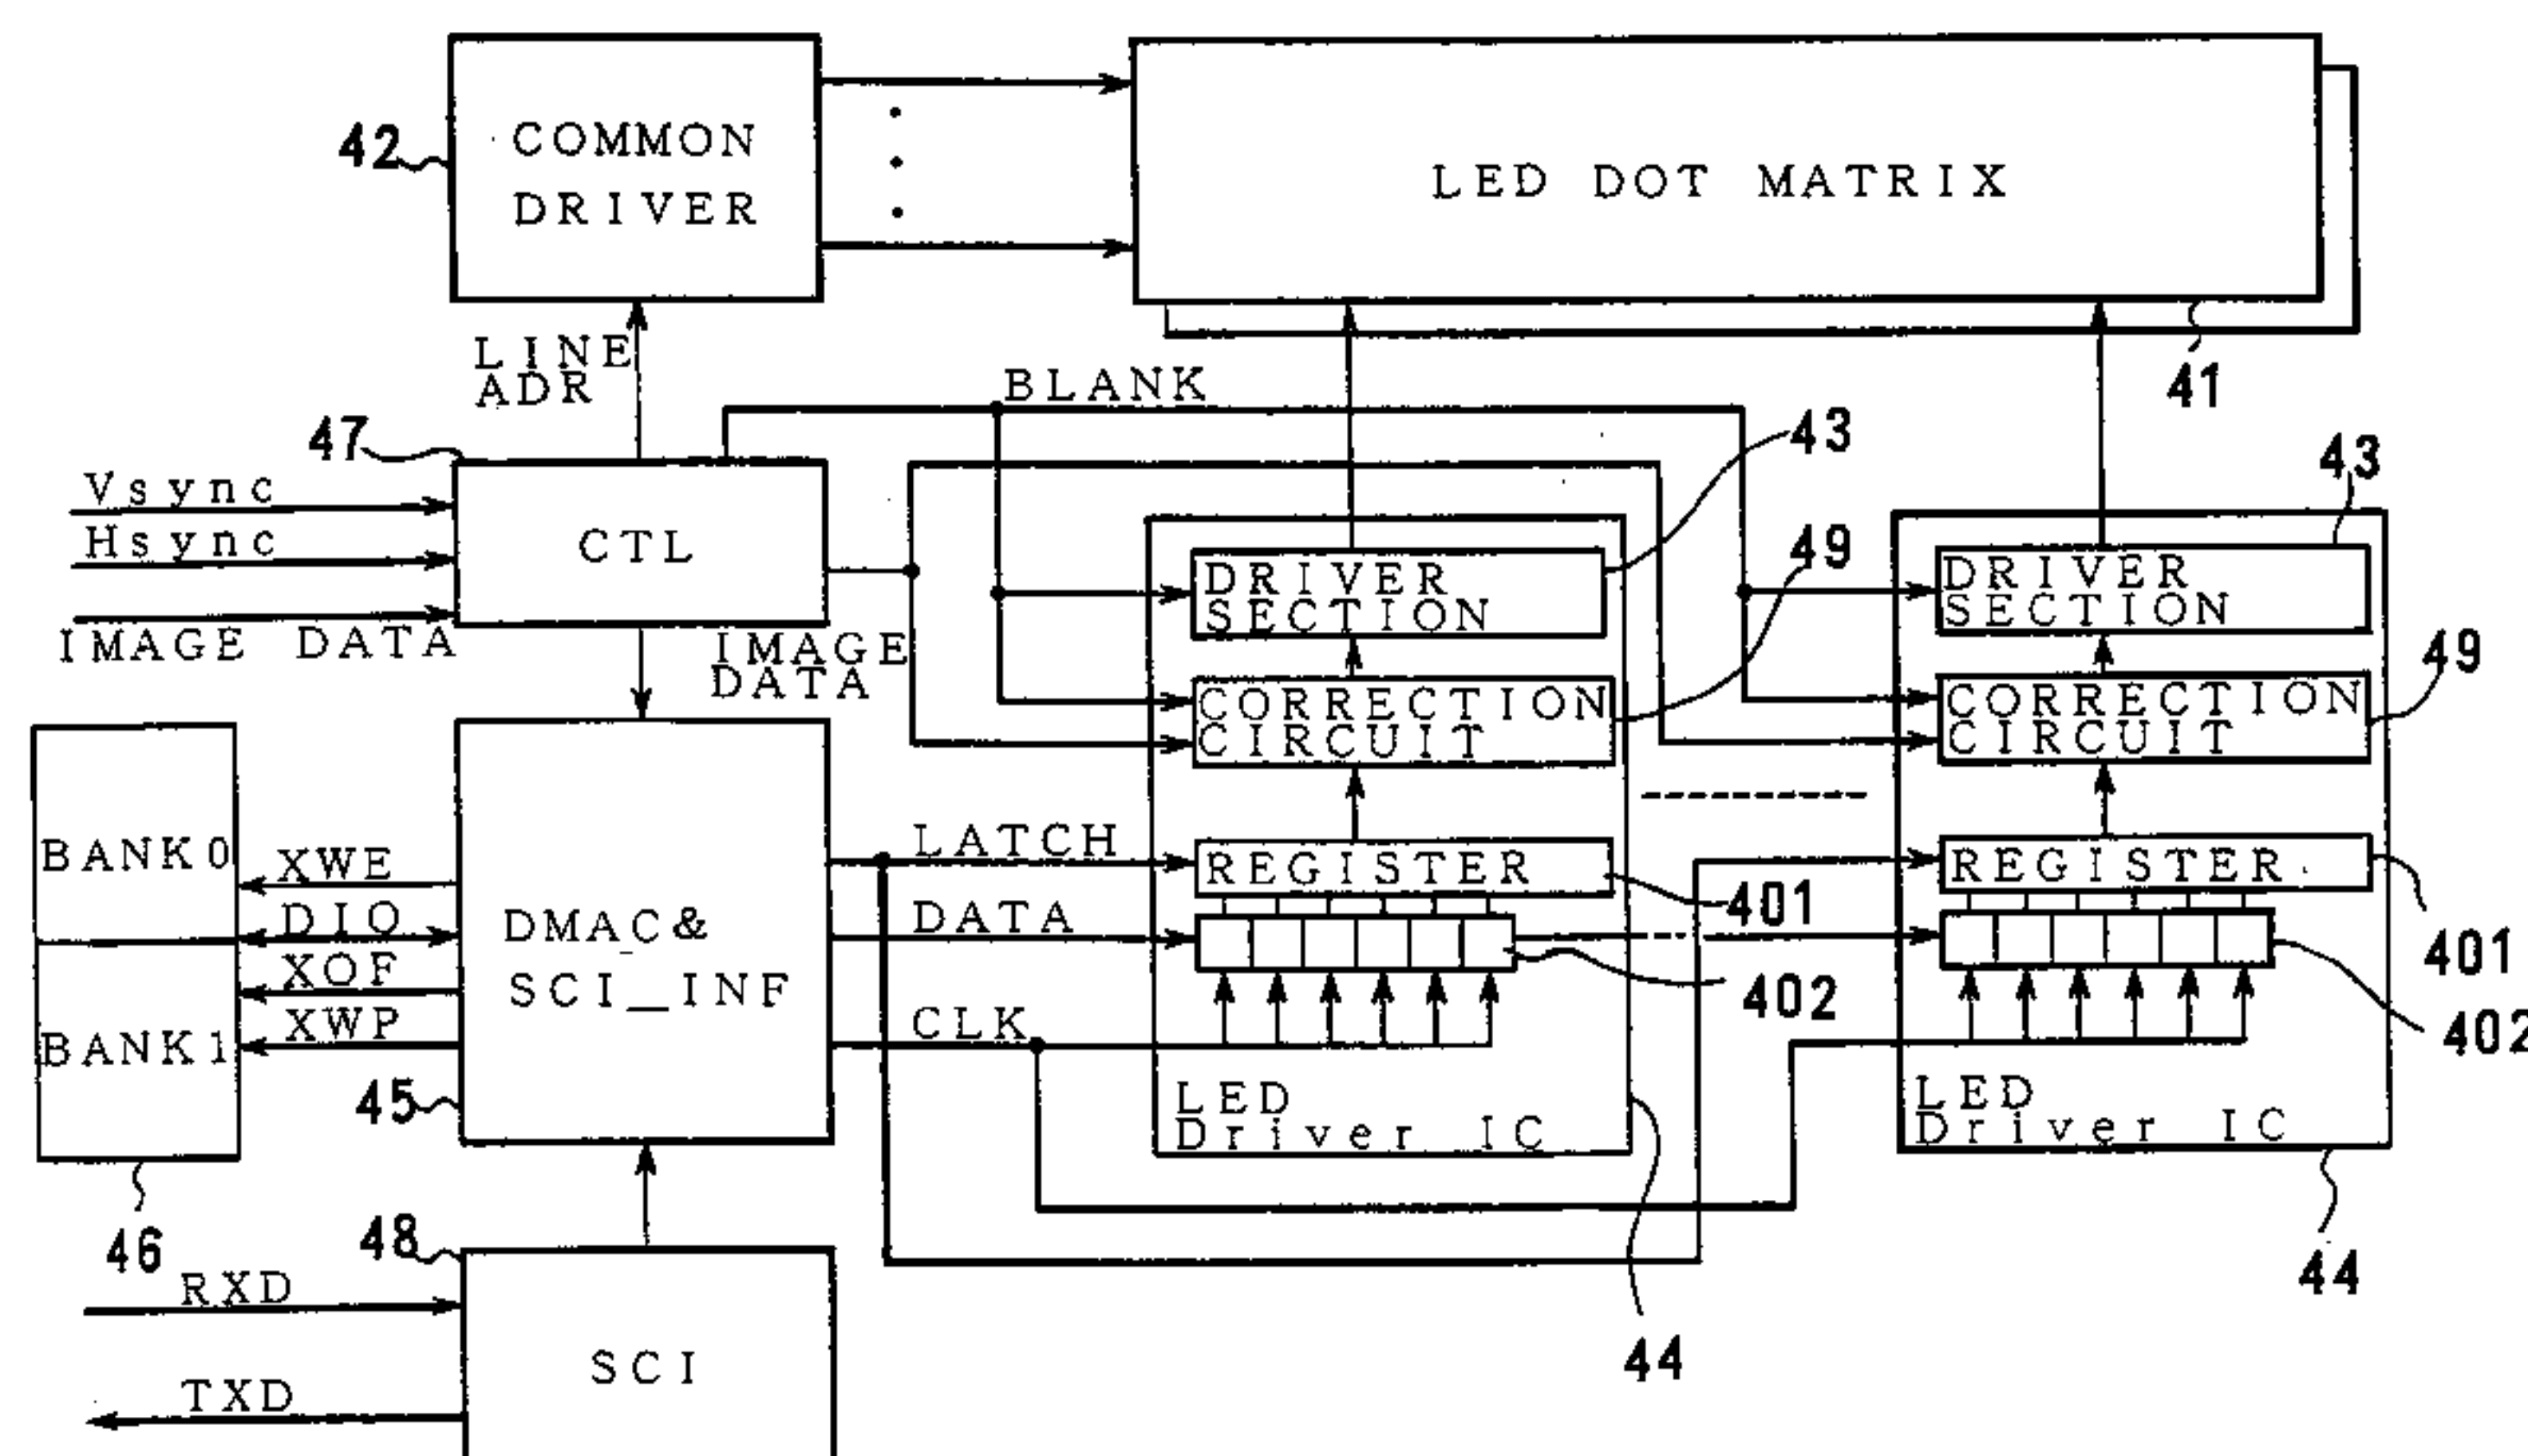 42
COMMON
DRIVER
LED DOT MATRIX
41
LINE
ADR
BLANK
47
Vsync
Hsync
IMAGE DATA
CTL
IMAGE
DATA
43
DRIVER
SECTION
49
CORRECTION
CIRCUIT
43
DRIVER
SECTION
49
CORRECTION
CIRCUIT
BANK0
BANK1
46
XWE
DIO
XOF
XWP
45
DMAC&
SCI_INF
LATCH
DATA
CLK
REGISTER
401
402
LED
Driver IC
44
REGISTER
401
402
LED
Driver IC
44
48
RXD
TXD
SCI